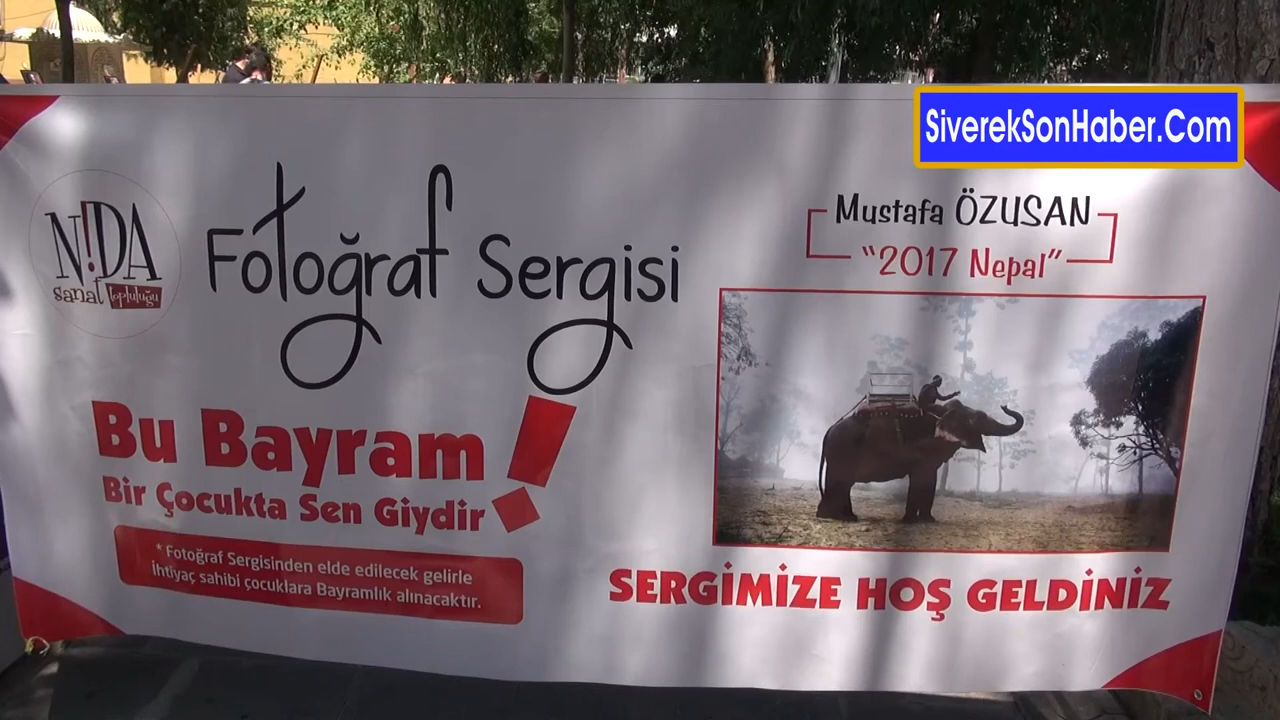 SiverekSonHaber.Com
N!DA
sanat topluluğu
Fotoğraf Sergisi
Mustafa ÖZUSAN
"2017 Nepal"
Bu Bayram!
Bir Çocukta Sen Giydir
* Fotoğraf Sergisinden elde edilecek gelirle
İhtiyaç sahibi çocuklara Bayramlık alınacaktır.
SERGİMİZE HOŞ GELDİNİZ